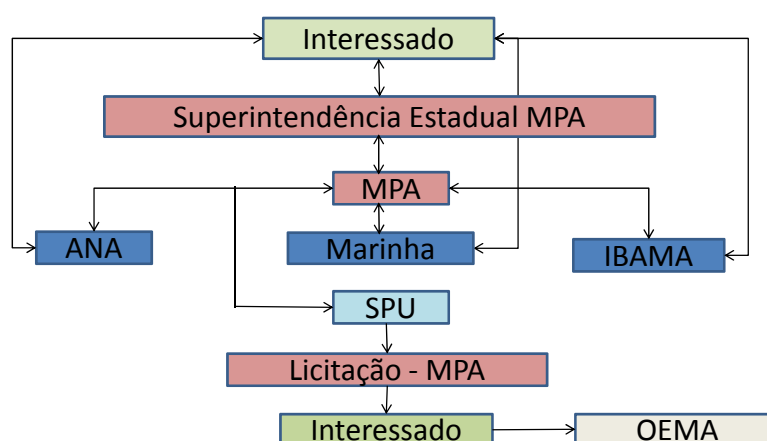 Interessado
Superintendência Estadual MPA
MPA
ANA
Marinha
IBAMA
SPU
Licitação - MPA
Interessado
OEMA